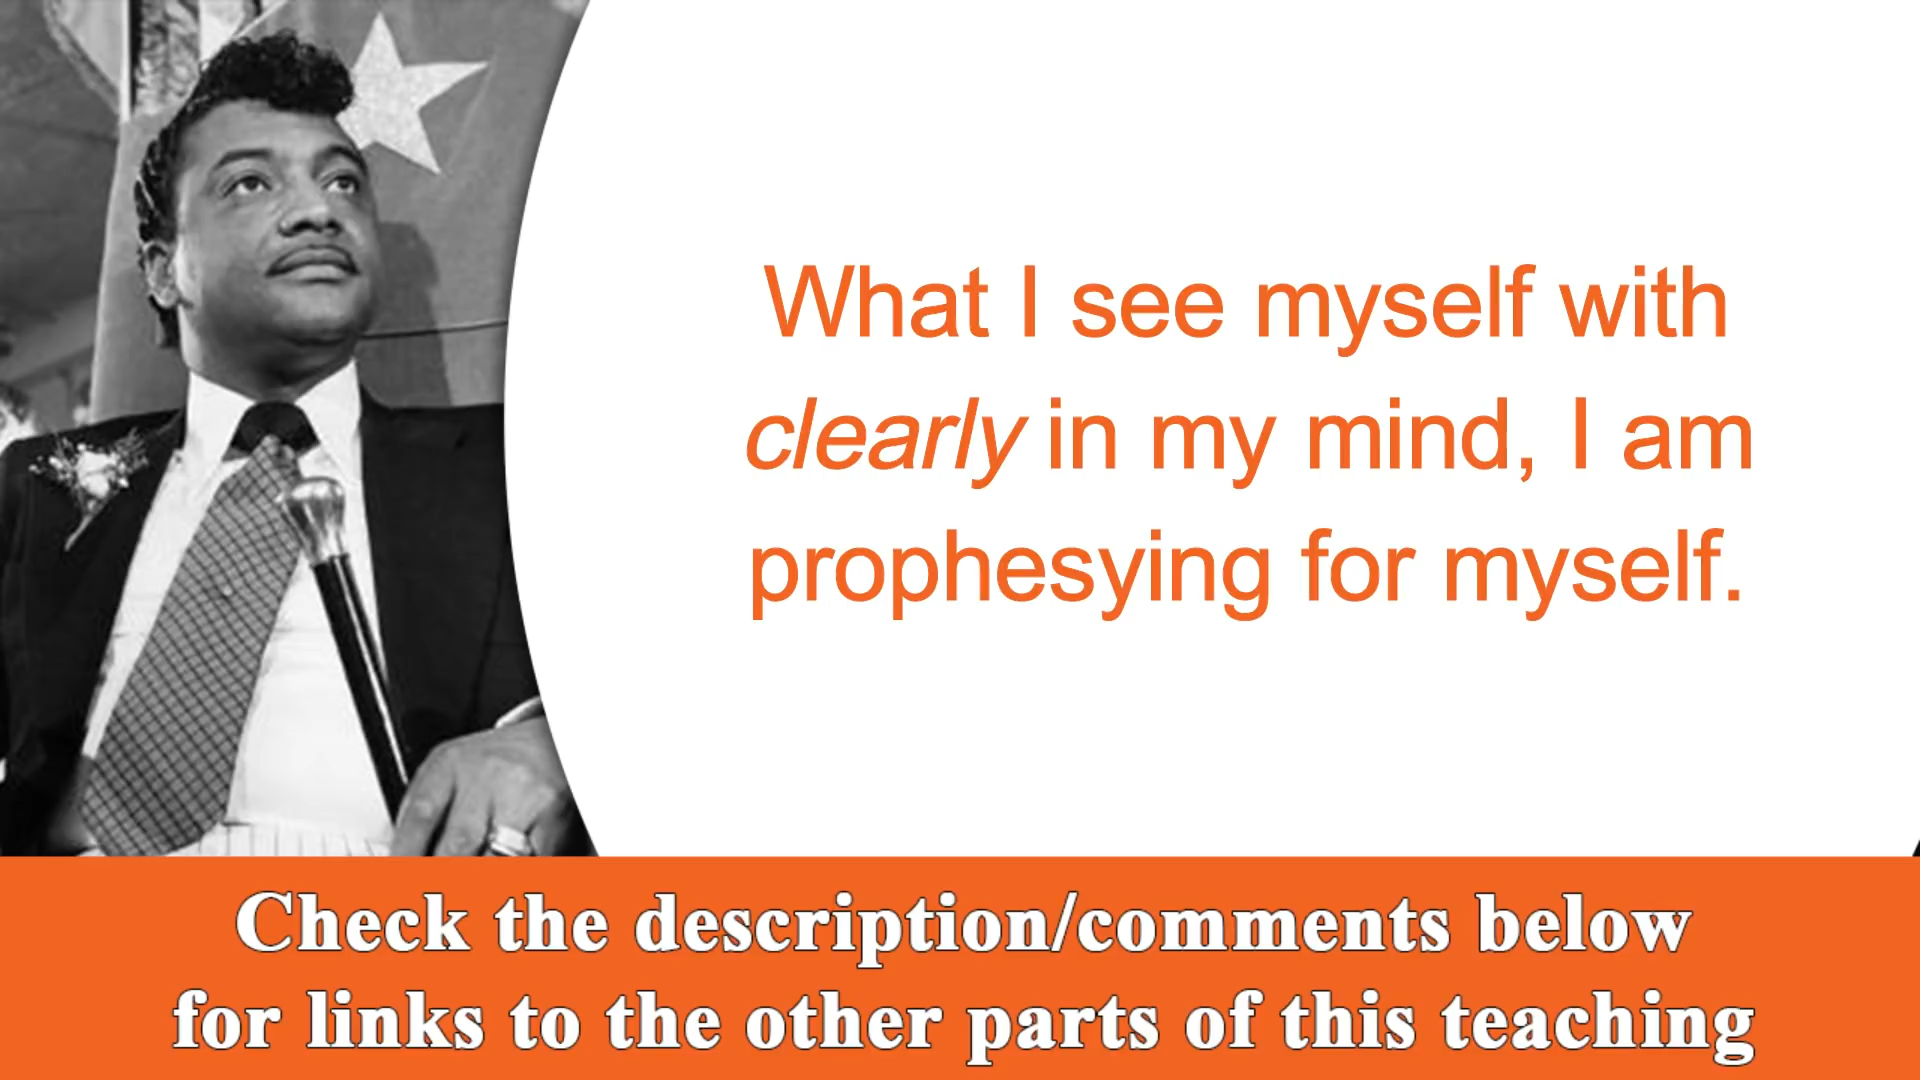 What I see myself with
clearly in my mind, I am
prophesying for myself.
Check the description/comments below
for links to the other parts of this teaching